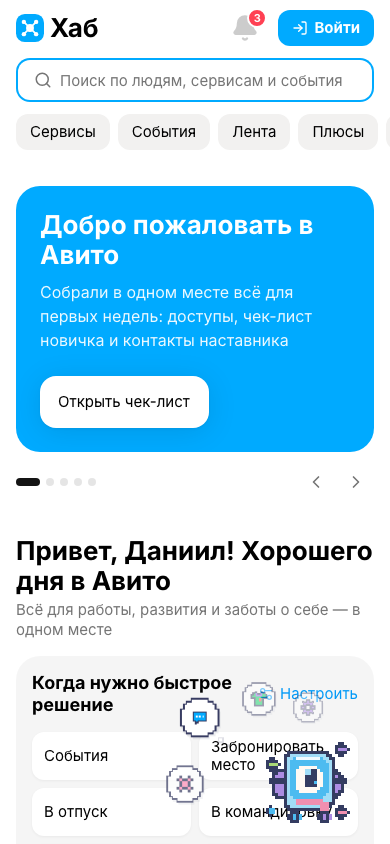 Хаб
3
Войти
Поиск по людям, сервисам и события
Сервисы
События
Лента
Плюсы
Добро пожаловать в
Авито
Собрали в одном месте всё для
первых недель: доступы, чек-лист
новичка и контакты наставника
Открыть чек-лист
Привет, Даниил! Хорошего
дня в Авито
Всё для работы, развития и заботы о себе — в
одном месте
Когда нужно быстрое
решение
Настроить
События
Забронировать
место
В отпуск
В командировку